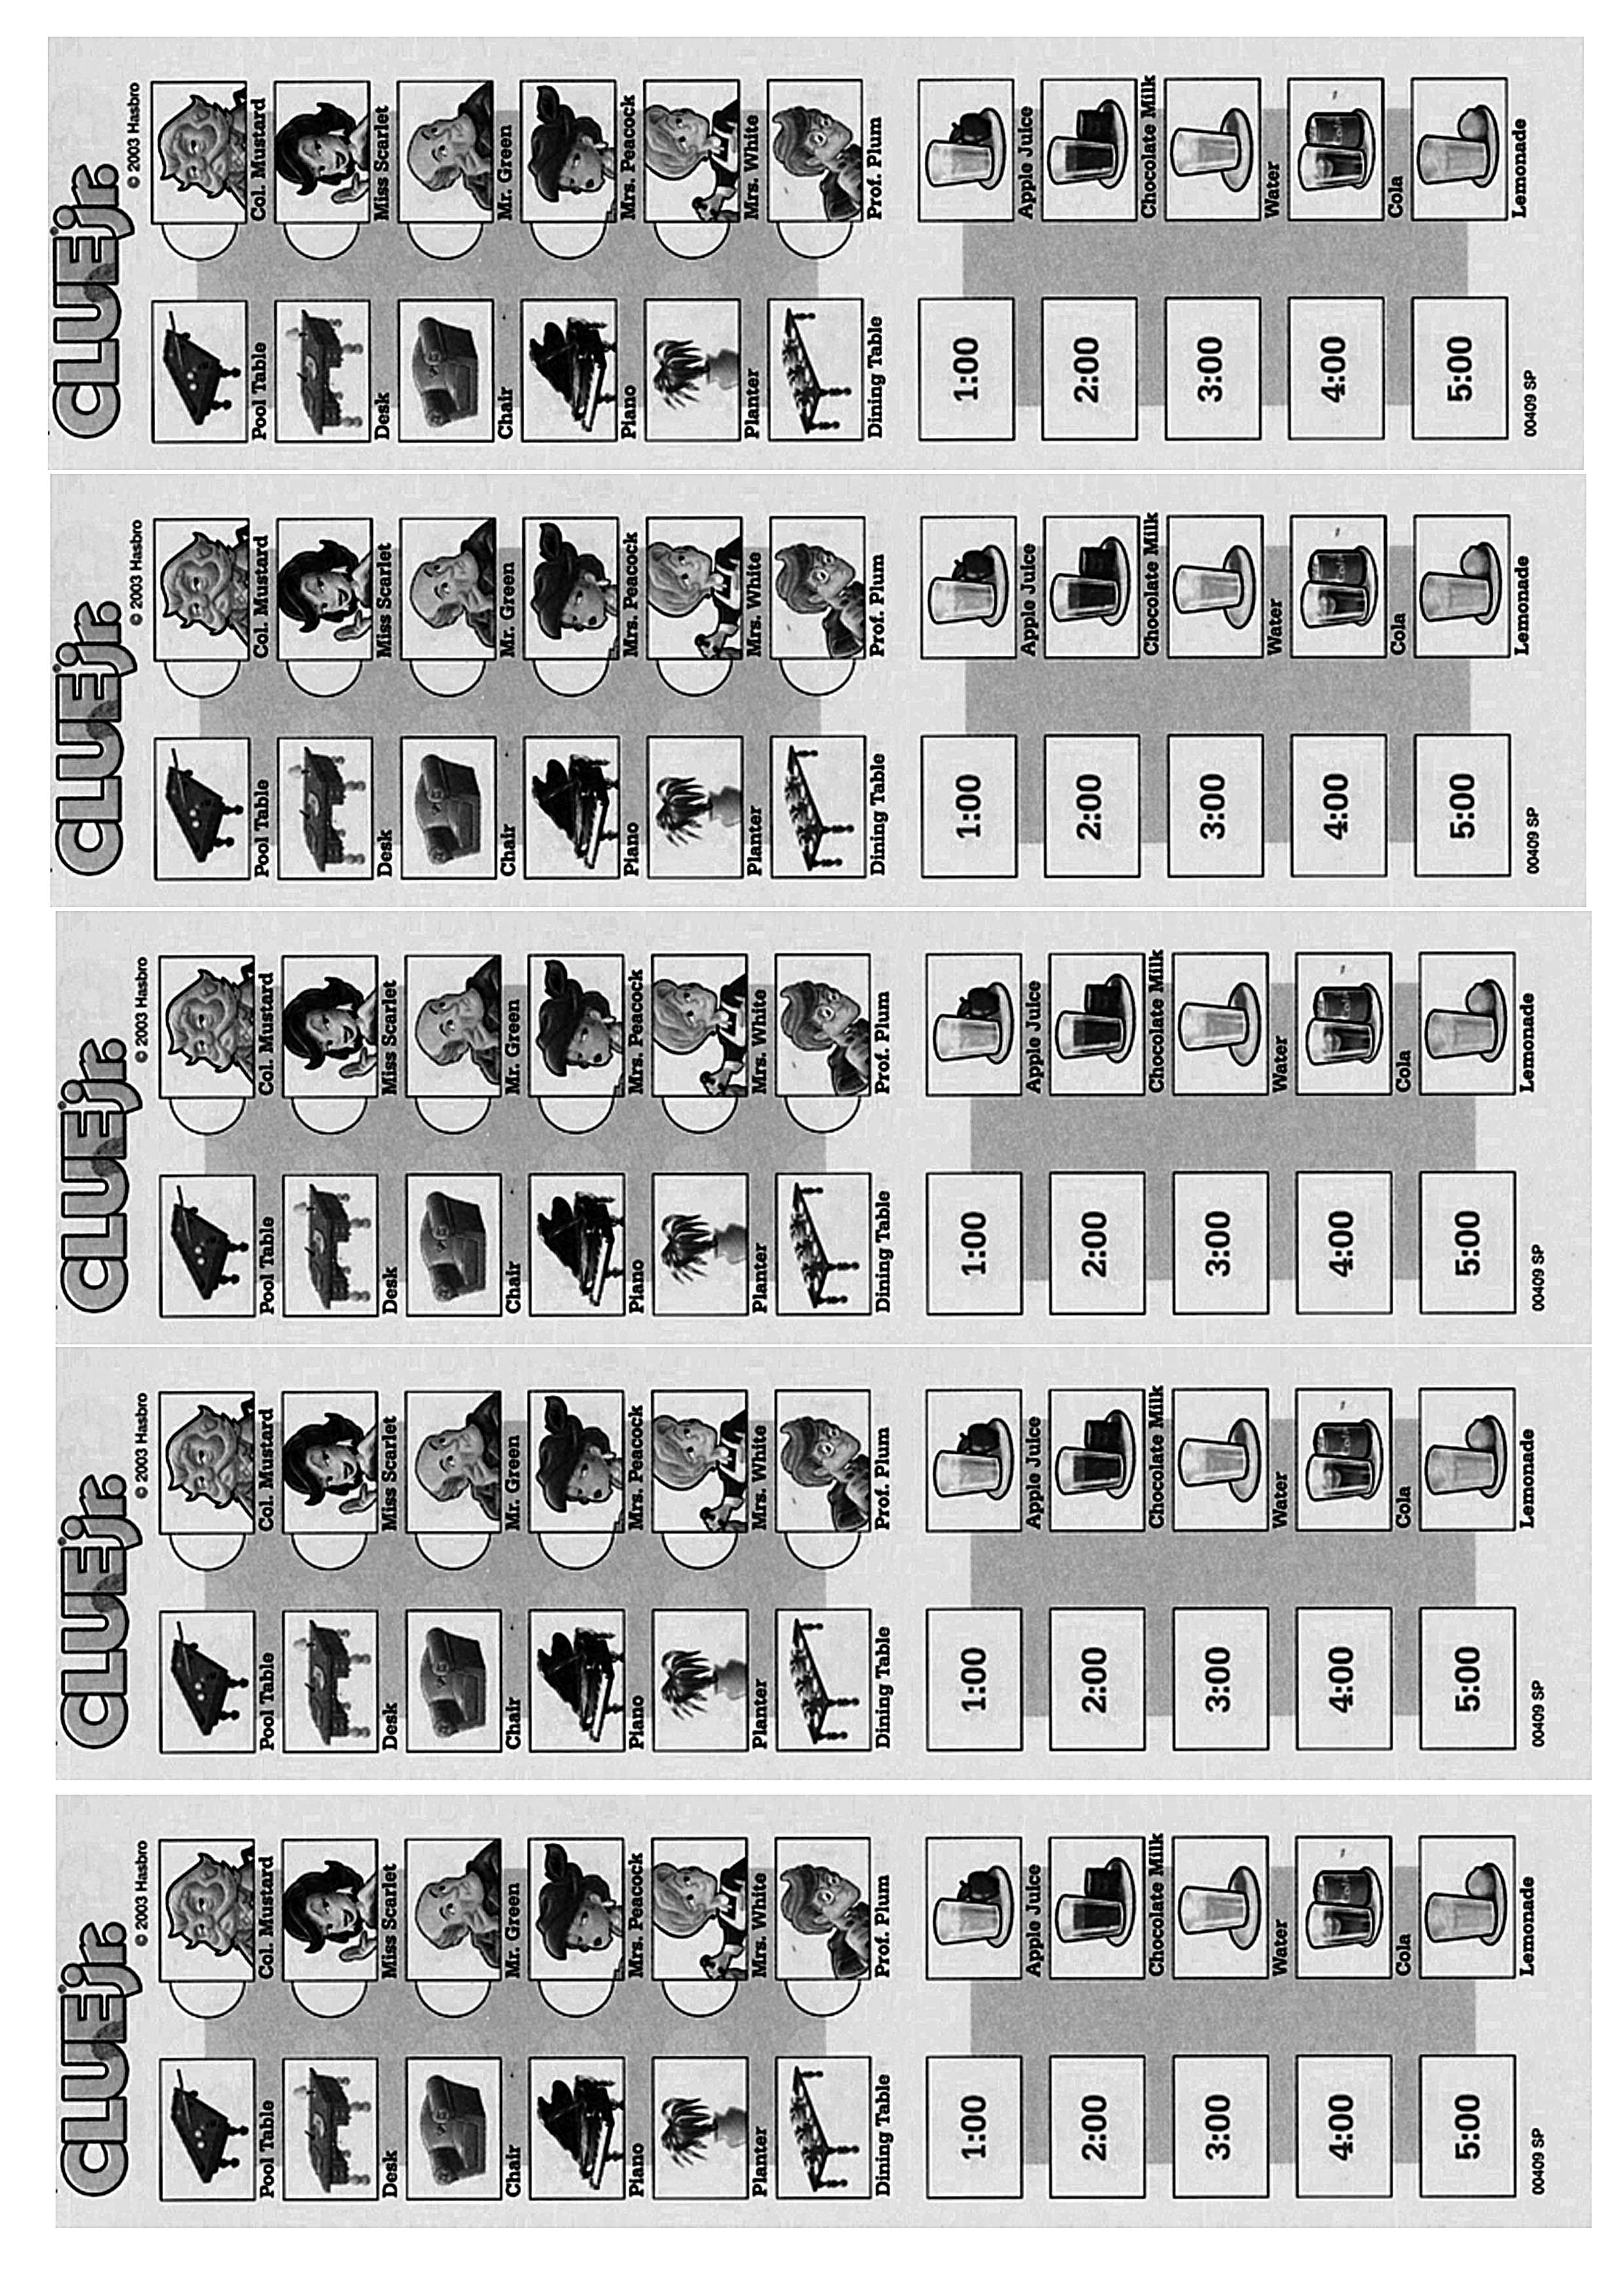 CLUEjr.
© 2003 Hasbro
Pool Table Col. Mustard
Desk Miss Scarlet
Chair Mr. Green
Piano Mrs. Peacock
Planter Mrs. White
Dining Table Prof. Plum
1:00
Apple Juice
2:00
Chocolate Milk
3:00
Water
4:00
Cola
5:00
Lemonade
00409 SP
CLUEjr.
© 2003 Hasbro
Pool Table Col. Mustard
Desk Miss Scarlet
Chair Mr. Green
Piano Mrs. Peacock
Planter Mrs. White
Dining Table Prof. Plum
1:00
Apple Juice
2:00
Chocolate Milk
3:00
Water
4:00
Cola
5:00
Lemonade
00409 SP
CLUEjr.
© 2003 Hasbro
Pool Table Col. Mustard
Desk Miss Scarlet
Chair Mr. Green
Piano Mrs. Peacock
Planter Mrs. White
Dining Table Prof. Plum
1:00
Apple Juice
2:00
Chocolate Milk
3:00
Water
4:00
Cola
5:00
Lemonade
00409 SP
CLUEjr.
© 2003 Hasbro
Pool Table Col. Mustard
Desk Miss Scarlet
Chair Mr. Green
Piano Mrs. Peacock
Planter Mrs. White
Dining Table Prof. Plum
1:00
Apple Juice
2:00
Chocolate Milk
3:00
Water
4:00
Cola
5:00
Lemonade
00409 SP
CLUEjr.
© 2003 Hasbro
Pool Table Col. Mustard
Desk Miss Scarlet
Chair Mr. Green
Piano Mrs. Peacock
Planter Mrs. White
Dining Table Prof. Plum
1:00
Apple Juice
2:00
Chocolate Milk
3:00
Water
4:00
Cola
5:00
Lemonade
00409 SP